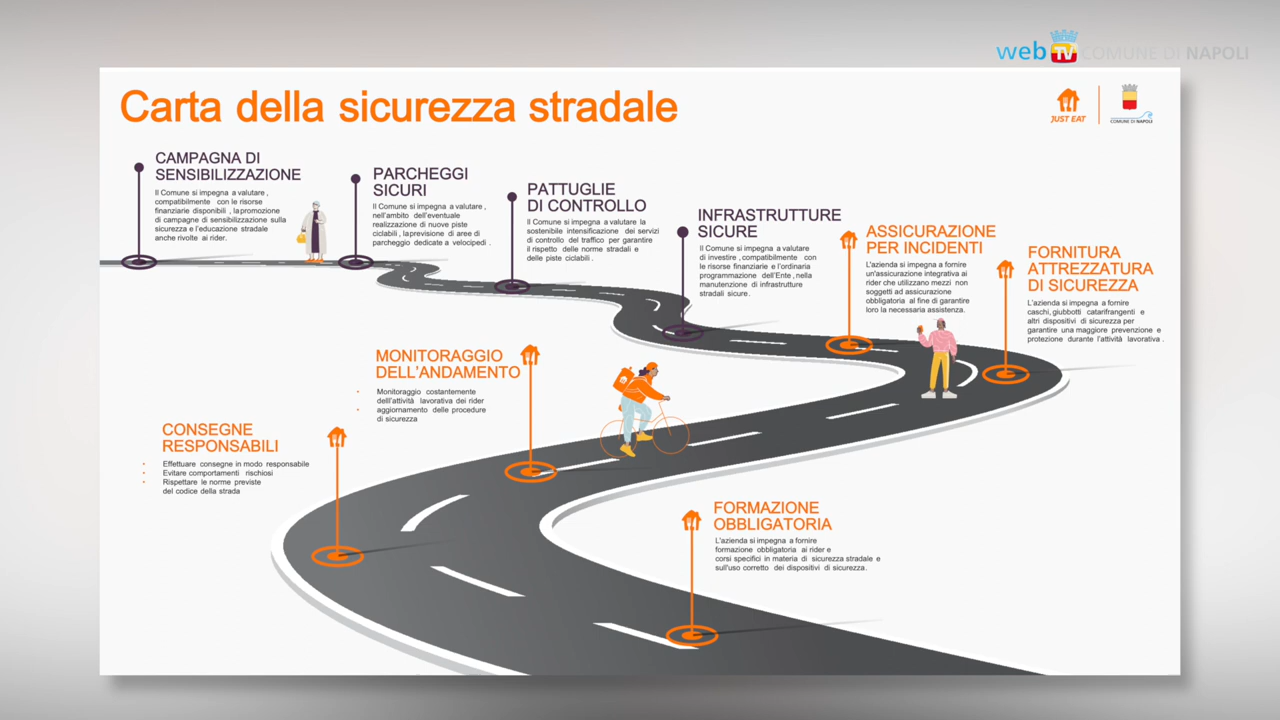 web TV COMUNE DI NAPOLI
Carta della sicurezza stradale
JUST EAT
COMUNE DI NAPOLI
CAMPAGNA DI
SENSIBILIZZAZIONE
Il Comune si impegna a valutare ,
compatibilmente con le risorse
finanziarie disponibili , la promozione
di campagne di sensibilizzazione sulla
sicurezza e l'educazione stradale
anche rivolte ai rider.
PARCHEGGI
SICURI
Il Comune si impegna a valutare ,
nell'ambito dell'eventuale
realizzazione di nuove piste
ciclabili , la previsione di aree di
parcheggio dedicate a velocipedi .
PATTUGLIE
DI CONTROLLO
Il Comune si impegna a valutare la
sostenibile intensificazione dei servizi
di controllo del traffico per garantire
il rispetto delle norme stradali e
delle piste ciclabili .
INFRASTRUTTURE
SICURE
Il Comune si impegna a valutare
di investire , compatibilmente con
le risorse finanziarie e l'ordinaria
programmazione dell'Ente , nella
manutenzione di infrastrutture
stradali sicure .
ASSICURAZIONE
PER INCIDENTI
L'azienda si impegna a fornire
un'assicurazione integrativa ai
rider che utilizzano mezzi non
soggetti ad assicurazione
obbligatoria al fine di garantire
loro la necessaria assistenza.
FORNITURA
ATTREZZATURA
DI SICUREZZA
L'azienda si impegna a fornire
caschi, giubbotti catarifrangenti e
altri dispositivi di sicurezza per
garantire una maggiore prevenzione e
protezione durante l'attività lavorativa .
MONITORAGGIO
DELL'ANDAMENTO
• Monitoraggio costantemente
delll'attività lavorativa dei rider
• aggiornamento delle procedure
di sicurezza
CONSEGNE
RESPONSABILI
• Effettuare consegne in modo responsabile
• Evitare comportamenti rischiosi
• Rispettare le norme previste
del codice della strada
FORMAZIONE
OBBLIGATORIA
L'azienda si impegna a fornire
formazione obbligatoria ai rider e
corsi specifici in materia di sicurezza stradale e
sull'uso corretto dei dispositivi di sicurezza.